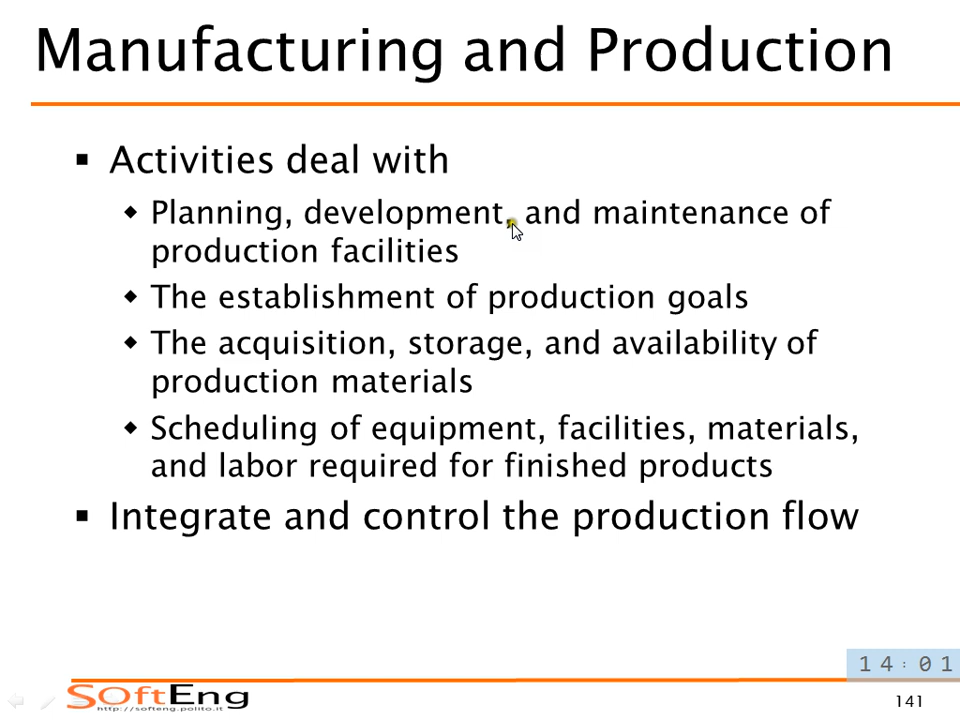 Manufacturing and Production
Activities deal with
Planning, development, and maintenance of
production facilities
The establishment of production goals
The acquisition, storage, and availability of
production materials
Scheduling of equipment, facilities, materials,
and labor required for finished products
Integrate and control the production flow
14:01
SoftEng
http://softeng.polito.it
141